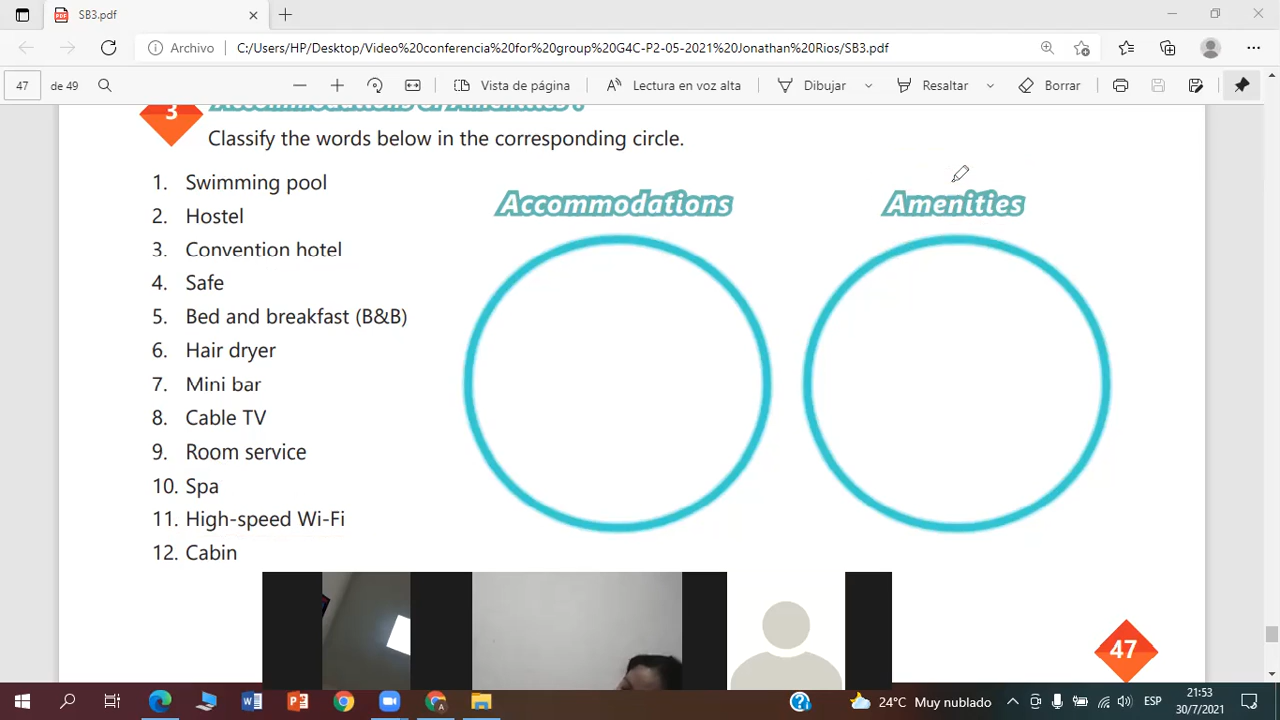 SB3.pdf
Archivo
C:/Users/HP/Desktop/Video%20conferencia%20for%20group%20G4C-P2-05-2021%20Jonathan%20Rios/SB3.pdf
47
de 49
Vista de página
Lectura en voz alta
Dibujar
Resaltar
Borrar
3
Classify the words below in the corresponding circle.
1. Swimming pool
2. Hostel
3. Convention hotel
4. Safe
5. Bed and breakfast (B&B)
6. Hair dryer
7. Mini bar
8. Cable TV
9. Room service
10. Spa
11. High-speed Wi-Fi
12. Cabin
Accommodations
Amenities
47
24°C Muy nublado
ESP
21:53
30/7/2021